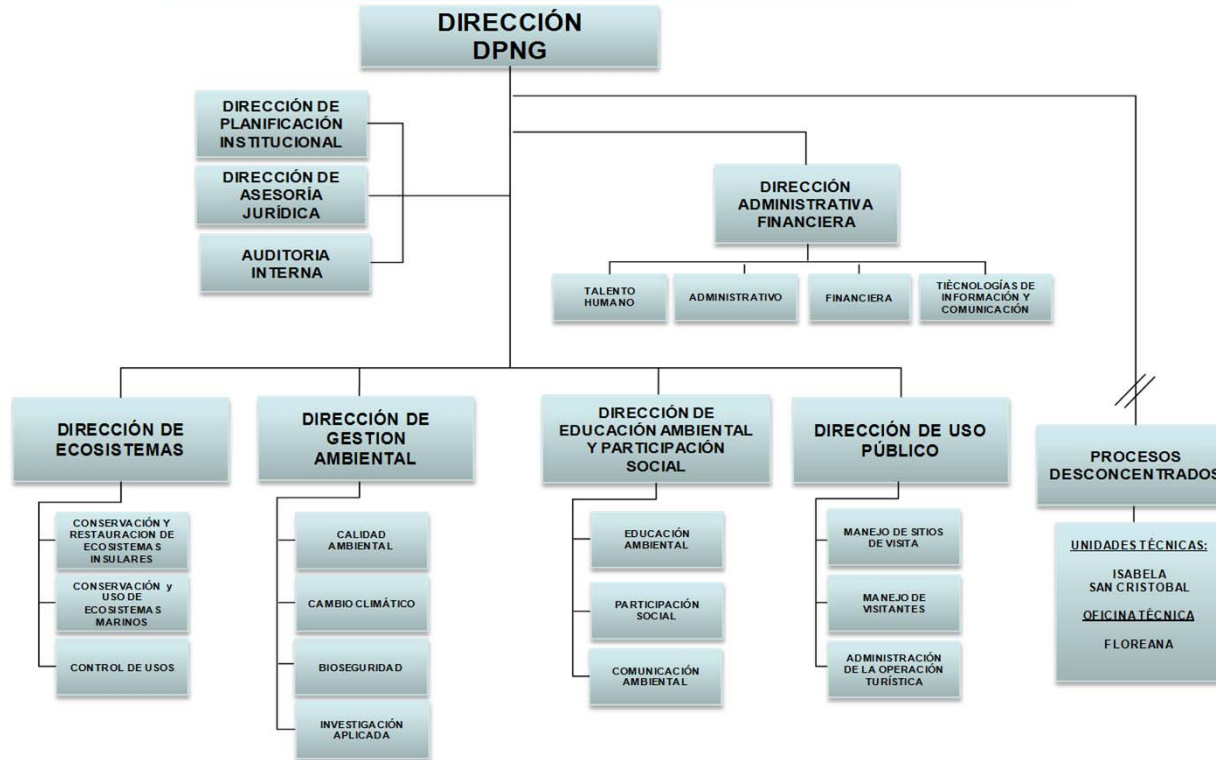 DIRECCIÓN
DPNG
DIRECCIÓN DE
PLANIFICACIÓN
INSTITUCIONAL
DIRECCIÓN DE
ASESORÍA
JURÍDICA
AUDITORIA
INTERNA
DIRECCIÓN
ADMINISTRATIVA
FINANCIERA
TALENTO
HUMANO
ADMINISTRATIVO
FINANCIERA
TIÈCNOLOGÍAS DE
INFORMACIÓN Y
COMUNICACIÓN
DIRECCIÓN DE
ECOSISTEMAS
CONSERVACIÓN Y
RESTAURACION DE
ECOSISTEMAS
INSULARES
CONSERVACIÓN y
USO DE
ECOSISTEMAS
MARINOS
CONTROL DE USOS
DIRECCIÓN DE
GESTION
AMBIENTAL
CALIDAD
AMBIENTAL
CAMBIO CLIMÁTICO
BIOSEGURIDAD
INVESTIGACIÓN
APLICADA
DIRECCIÓN DE
EDUCACIÓN AMBIENTAL
Y PARTICIPACIÓN
SOCIAL
EDUCACIÓN
AMBIENTAL
PARTICIPACIÓN
SOCIAL
COMUNICACIÓN
AMBIENTAL
DIRECCIÓN DE USO
PÚBLICO
MANEJO DE SITIOS
DE VISITA
MANEJO DE
VISITANTES
ADMINISTRACIÓN
DE LA OPERACIÓN
TURÍSTICA
PROCESOS
DESCONCENTRADOS
UNIDADES TÉCNICAS:
ISABELA
SAN CRISTOBAL
OFICINA TÈCNICA
FLOREANA